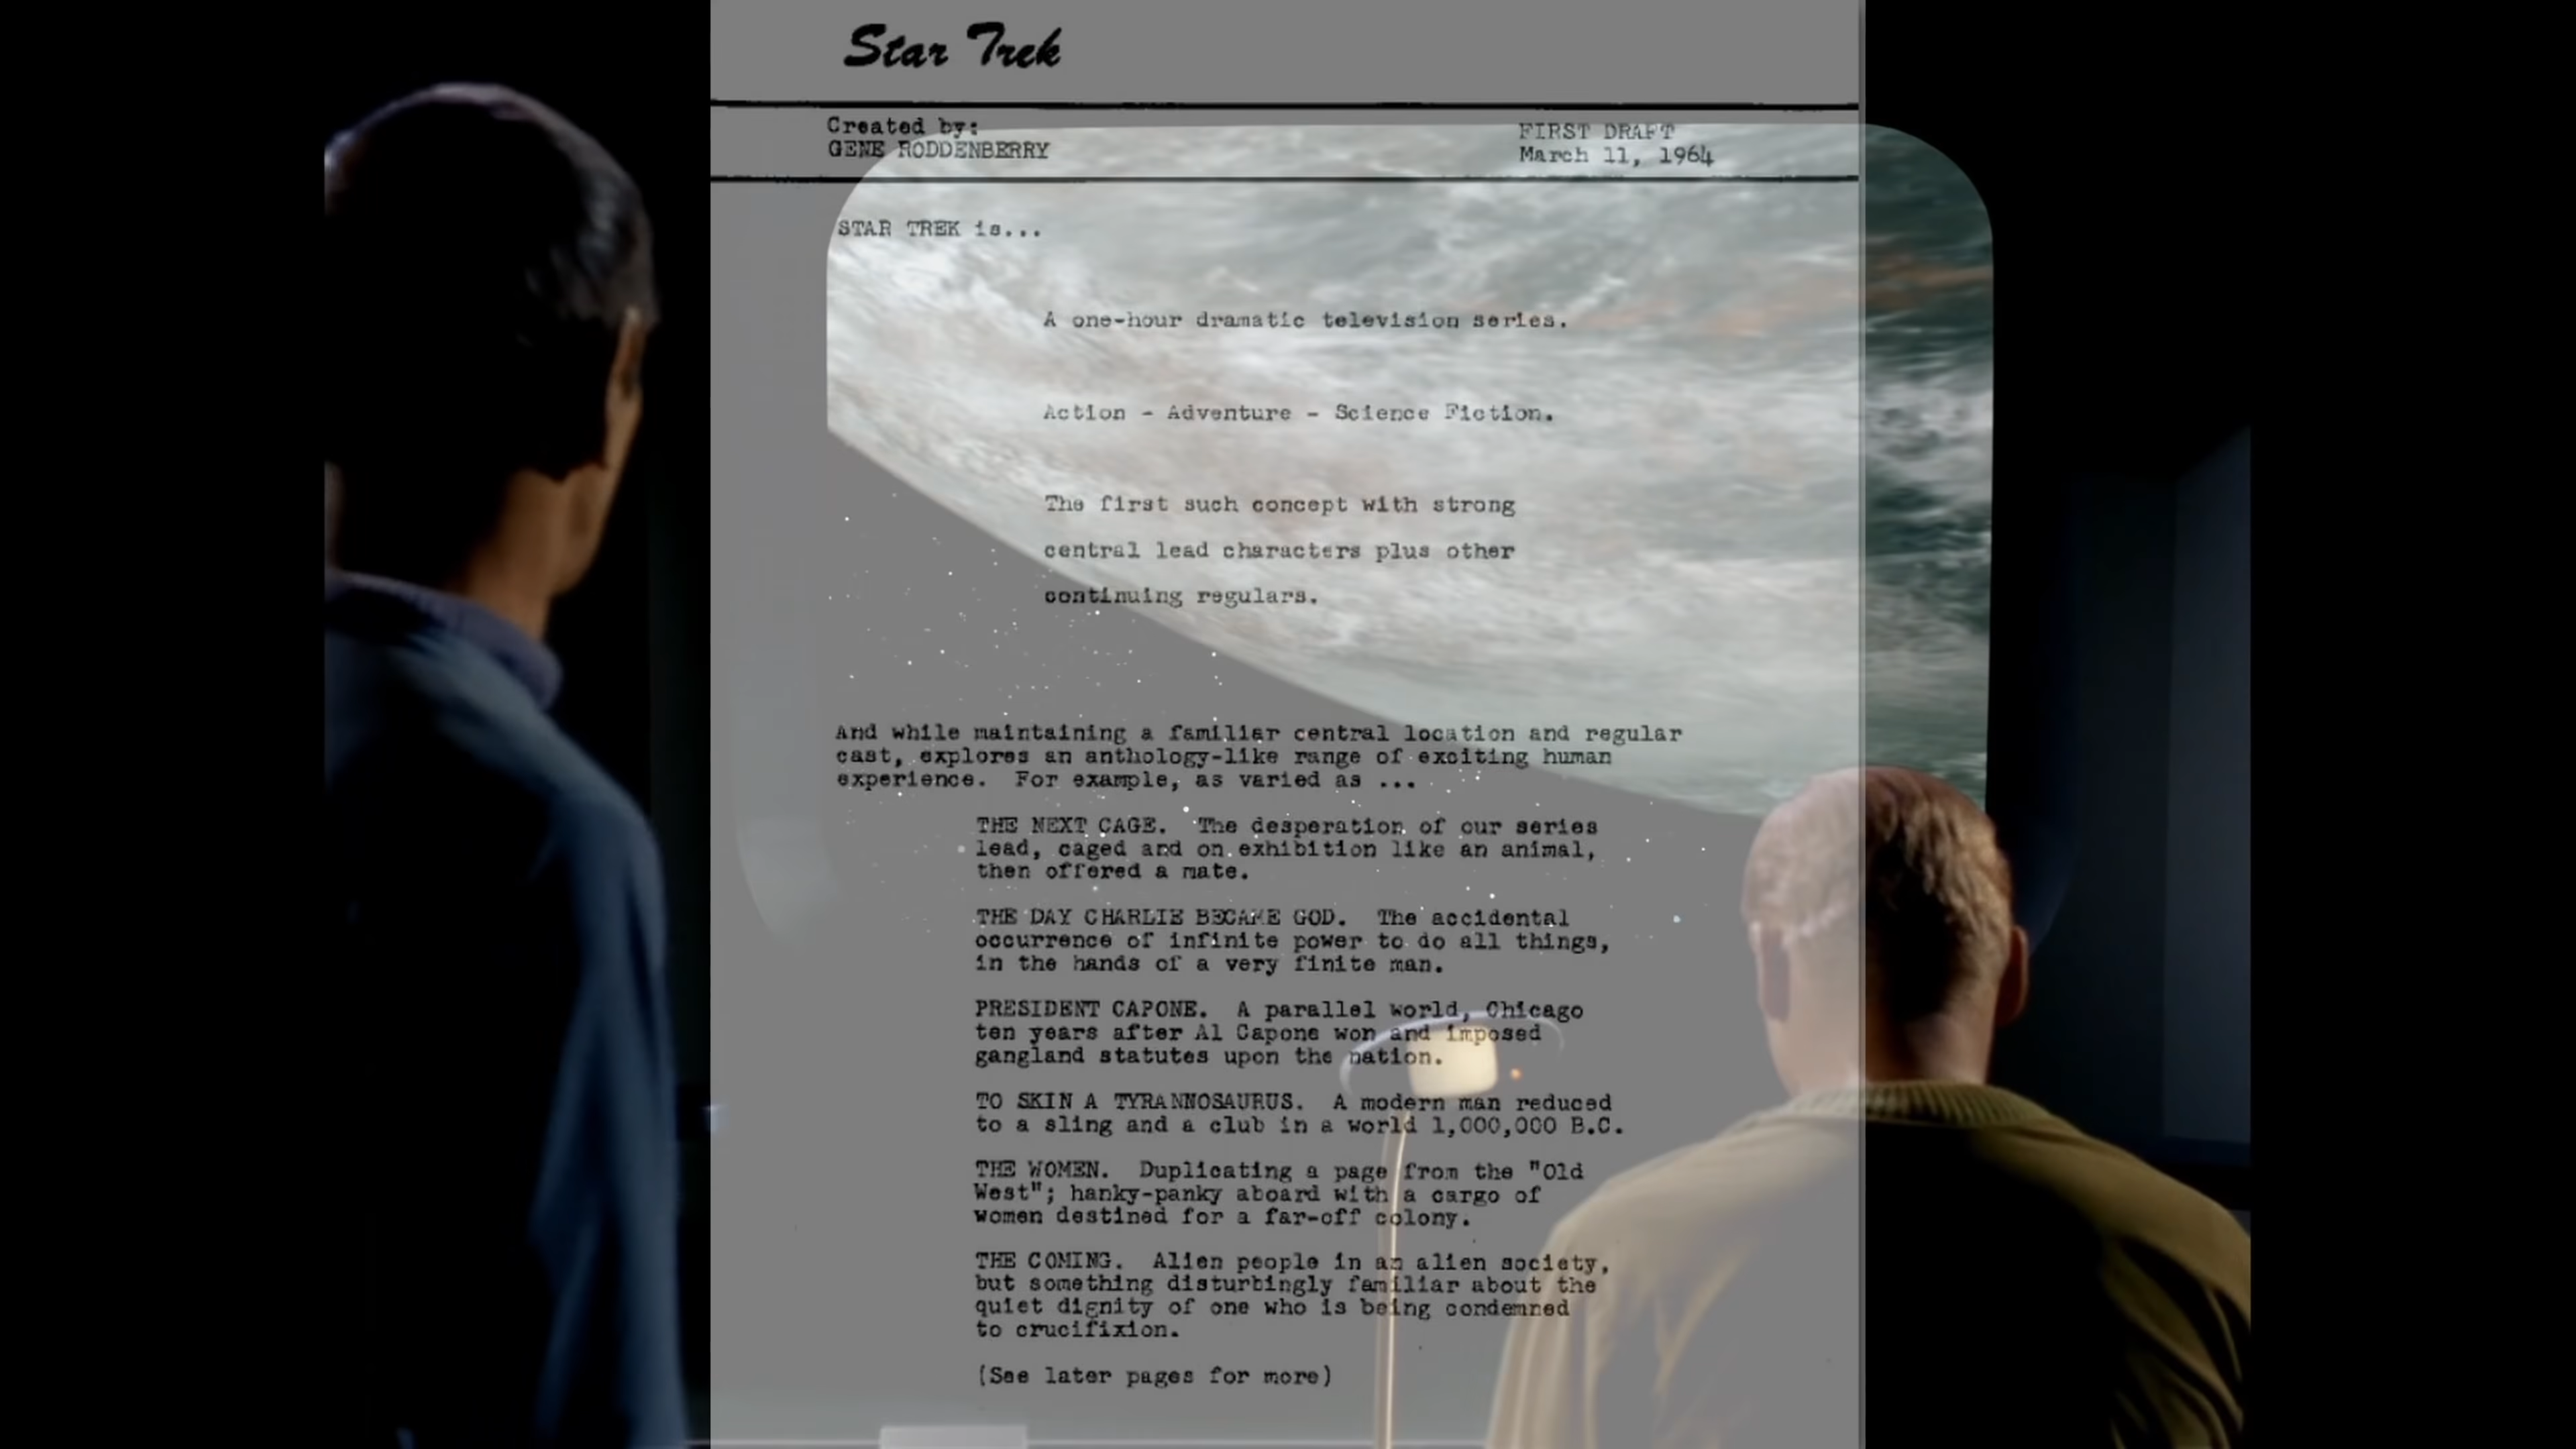 Star Trek
Created by:
GENE RODDENBERRY
FIRST DRAFT
March 11, 1964
STAR TREK is...
A one-hour dramatic television series.
Action - Adventure - Science Fiction.
The first such concept with strong
central lead characters plus other
continuing regulars.
And while maintaining a familiar central location and regular
cast, explores an anthology-like range of exciting human
experience. For example, as varied as ...
THE NEXT CAGE. The desperation of our series
lead, caged and on exhibition like an animal,
then offered a mate.
THE DAY CHARLIE BECAME GOD. The accidental
occurrence of infinite power to do all things,
in the hands of a very finite man.
PRESIDENT CAPONE. A parallel world, Chicago
ten years after Al Capone won and imposed
gangland statutes upon the nation.
TO SKIN A TYRANNOSAURUS. A modern man reduced
to a sling and a club in a world 1,000,000 B.C.
THE WOMEN. Duplicating a page from the "Old
West"; hanky-panky aboard with a cargo of
women destined for a far-off colony.
THE COMING. Alien people in an alien society,
but something disturbingly familiar about the
quiet dignity of one who is being condemned
to crucifixion.
(See later pages for more)